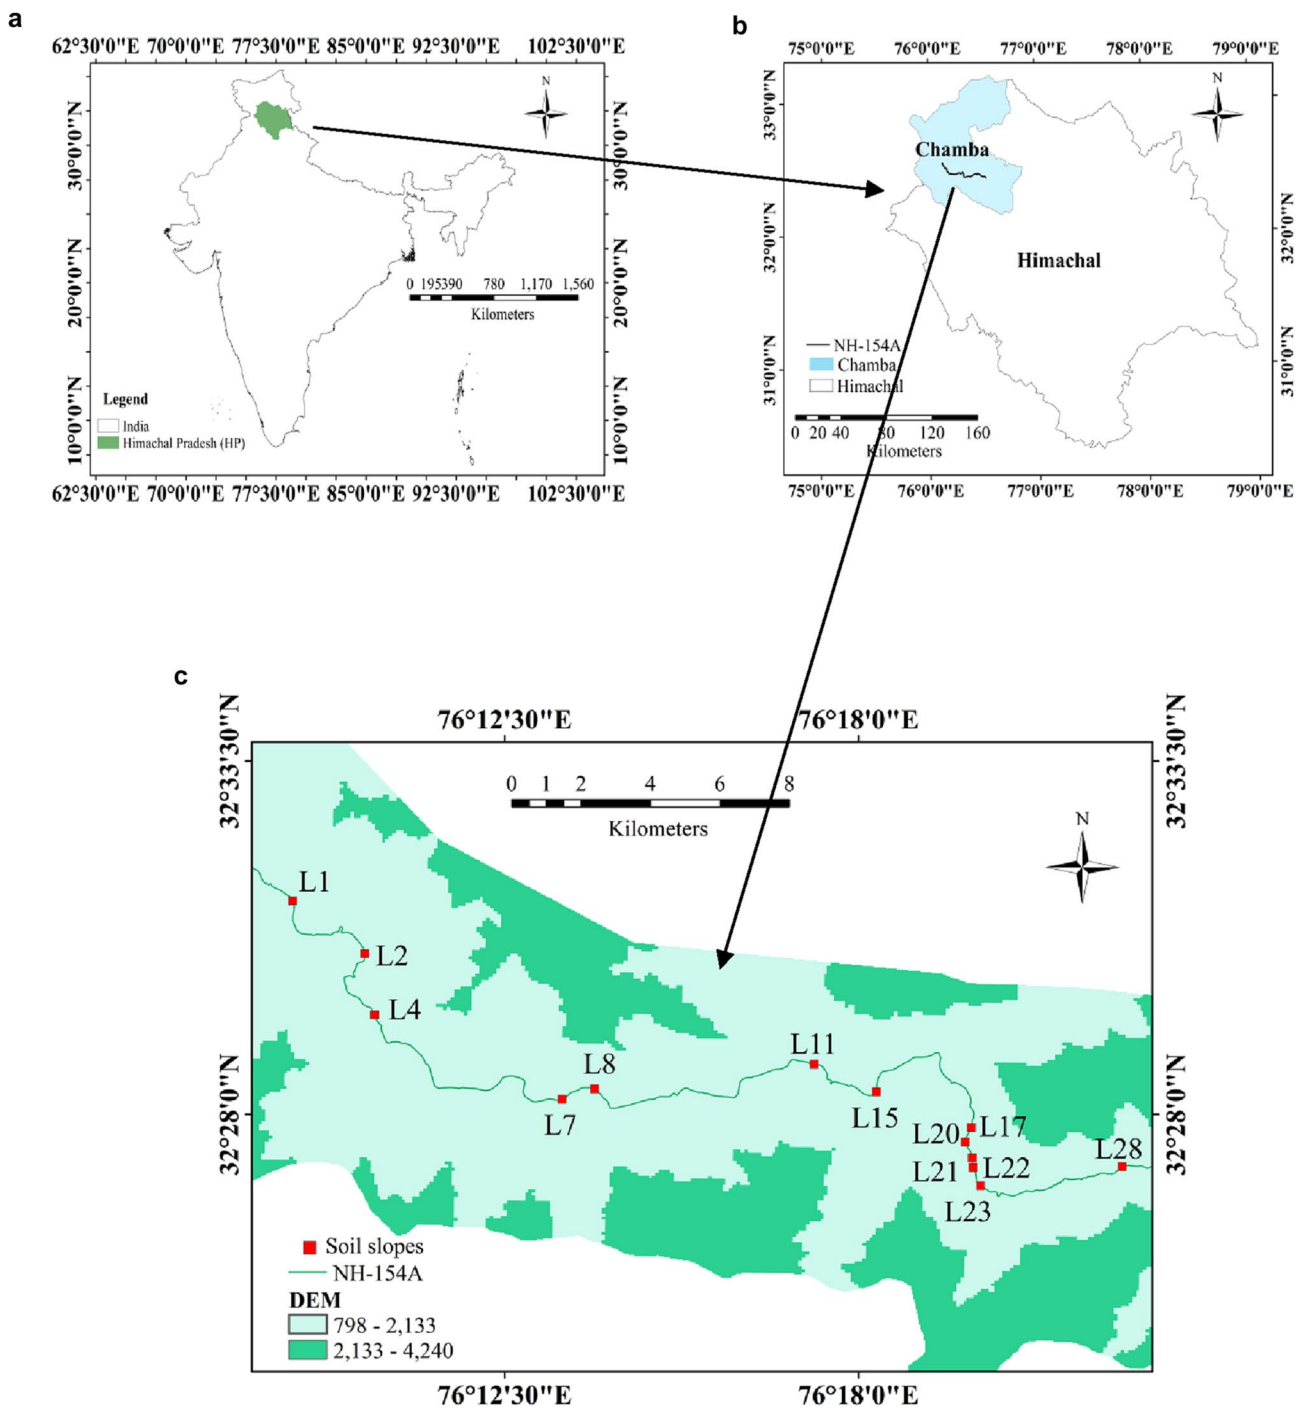 a
62°30'0"E 70°0'0"E 77°30'0"E 85°0'0"E 92°30'0"E 102°30'0"E
N
30°0'0"N
20°0'0"N
10°0'0"N
30°0'0"N
20°0'0"N
10°0'0"N
0 195390 780 1,170 1,560
Kilometers
Legend
India
Himachal Pradesh (HP)
62°30'0"E 70°0'0"E 77°30'0"E 85°0'0"E 92°30'0"E 102°30'0"E
b
75°0'0"E 76°0'0"E 77°0'0"E 78°0'0"E 79°0'0"E
N
33°0'0"N
32°0'0"N
31°0'0"N
32°0'0"N
31°0'0"N
Chamba
Himachal
NH-154A
Chamba
Himachal
0 20 40 80 120 160
Kilometers
75°0'0"E 76°0'0"E 77°0'0"E 78°0'0"E 79°0'0"E
c
76°12'30"E 76°18'0"E
32°33'30"N
32°28'0"N
32°33'30"N
32°28'0"N
0 1 2 4 6 8
Kilometers
N
L1
L2
L4
L11
L8
L7
L15
L17
L20
L28
L21 L22
L23
Soil slopes
NH-154A
DEM
798 - 2,133
2,133 - 4,240
76°12'30"E 76°18'0"E